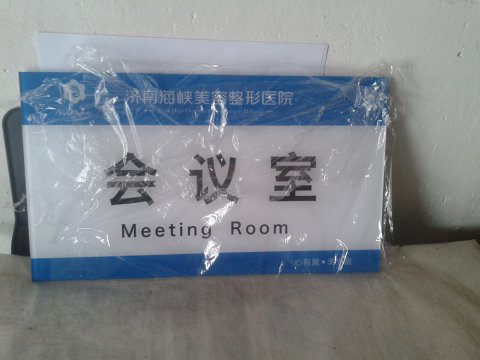 济南海峡美容整形医院
会议室
Meeting Room